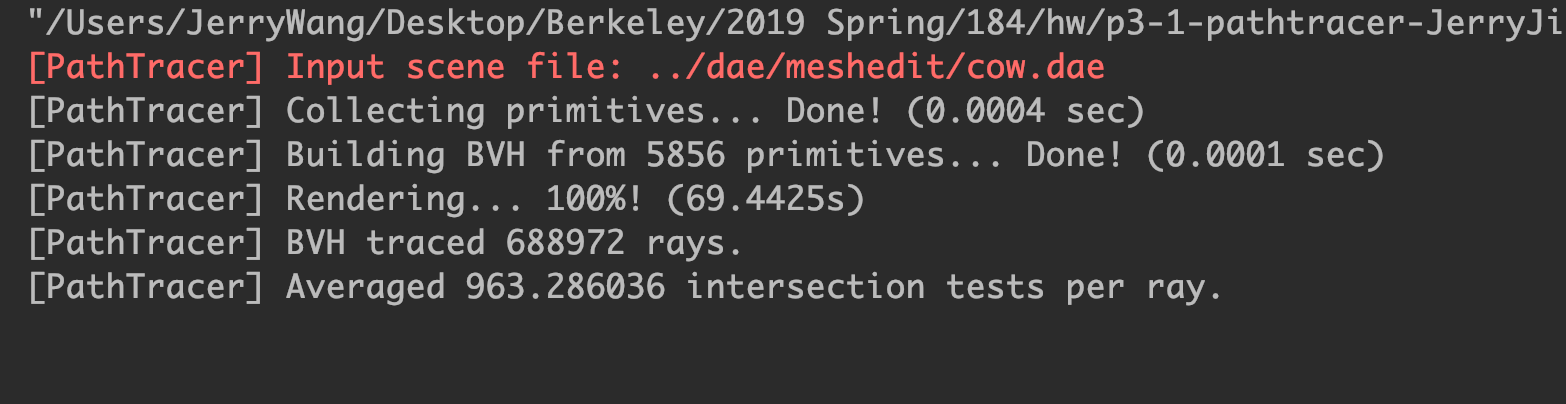 "/Users/JerryWang/Desktop/Berkeley/2019 Spring/184/hw/p3-1-pathtracer-JerryJi
[PathTracer] Input scene file: ../dae/meshedit/cow.dae
[PathTracer] Collecting primitives... Done! (0.0004 sec)
[PathTracer] Building BVH from 5856 primitives... Done! (0.0001 sec)
[PathTracer] Rendering... 100%! (69.4425s)
[PathTracer] BVH traced 688972 rays.
[PathTracer] Averaged 963.286036 intersection tests per ray.